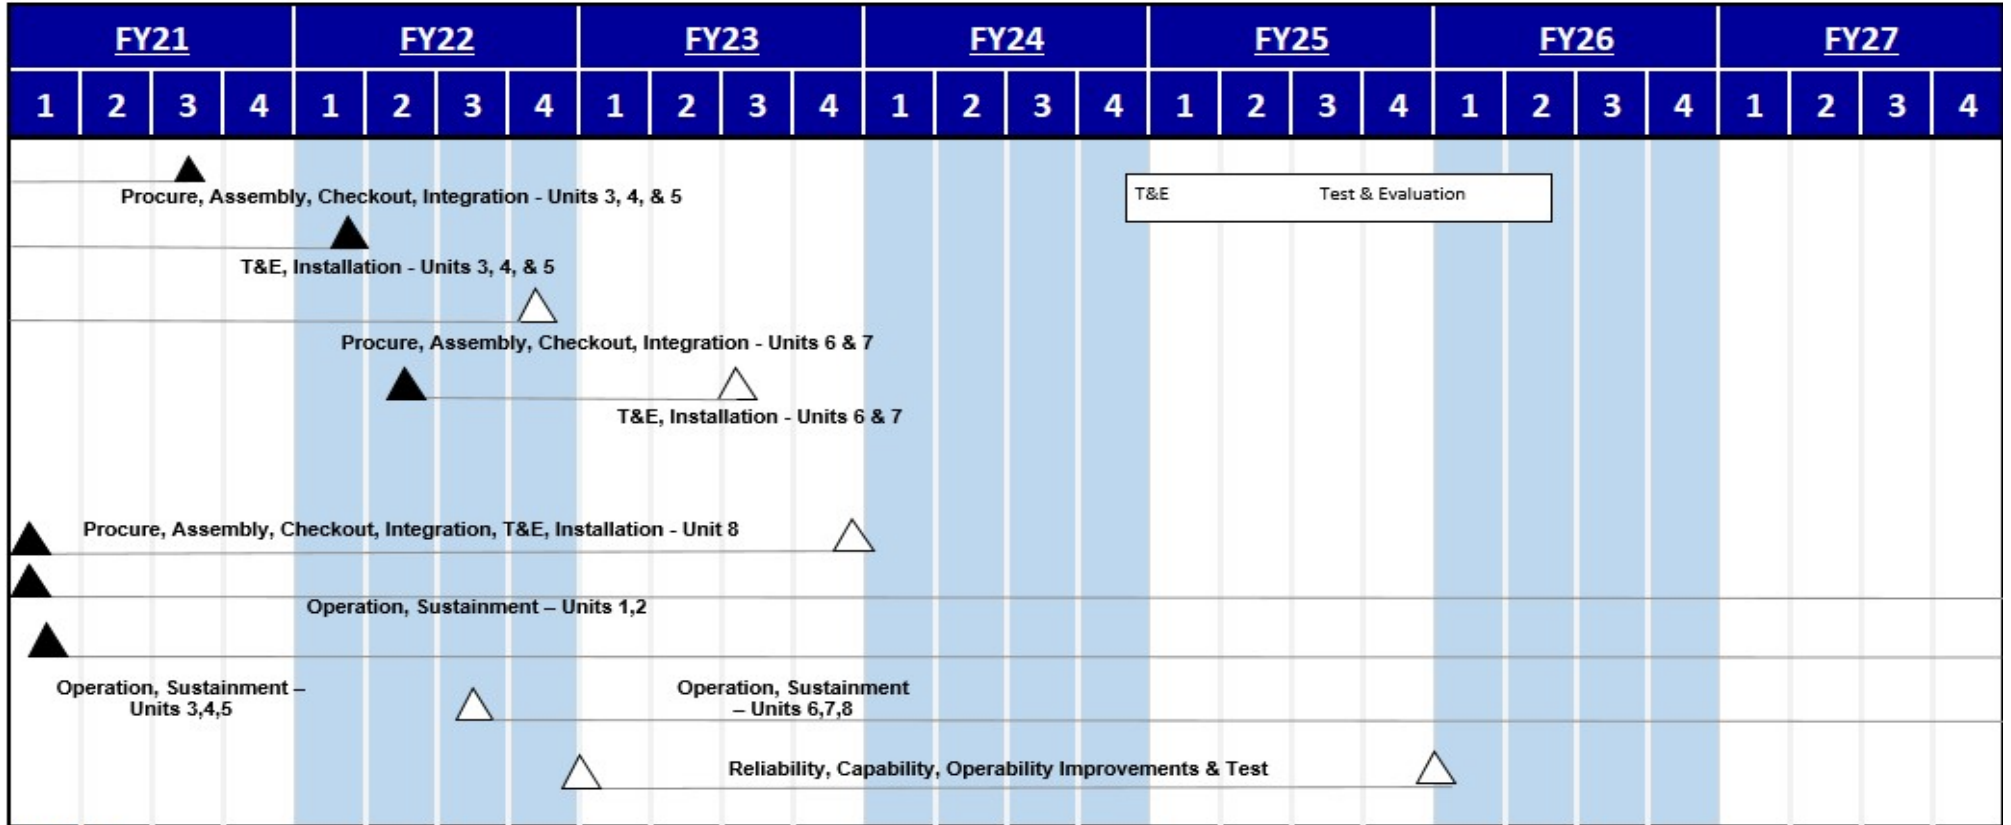 FY21 FY22 FY23 FY24 FY25 FY26 FY27
1 2 3 4 1 2 3 4 1 2 3 4 1 2 3 4 1 2 3 4 1 2 3 4 1 2 3 4
Procure, Assembly, Checkout, Integration - Units 3, 4, & 5
T&E Test & Evaluation
T&E, Installation - Units 3, 4, & 5
Procure, Assembly, Checkout, Integration - Units 6 & 7
T&E, Installation - Units 6 & 7
Procure, Assembly, Checkout, Integration, T&E, Installation - Unit 8
Operation, Sustainment – Units 1,2
Operation, Sustainment –
Units 3,4,5
Operation, Sustainment
– Units 6,7,8
Reliability, Capability, Operability Improvements & Test